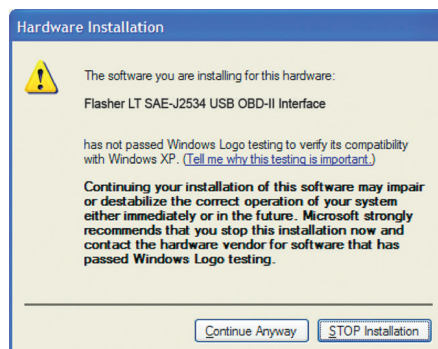 Hardware Installation
The software you are installing for this hardware:
Flasher LT SAE-J2534 USB OBD-II Interface
has not passed Windows Logo testing to verify its compatibility
with Windows XP. (Tell me why this testing is important.)
Continuing your installation of this software may impair
or destabilize the correct operation of your system
either immediately or in the future. Microsoft strongly
recommends that you stop this installation now and
contact the hardware vendor for software that has
passed Windows Logo testing.
Continue Anyway STOP Installation